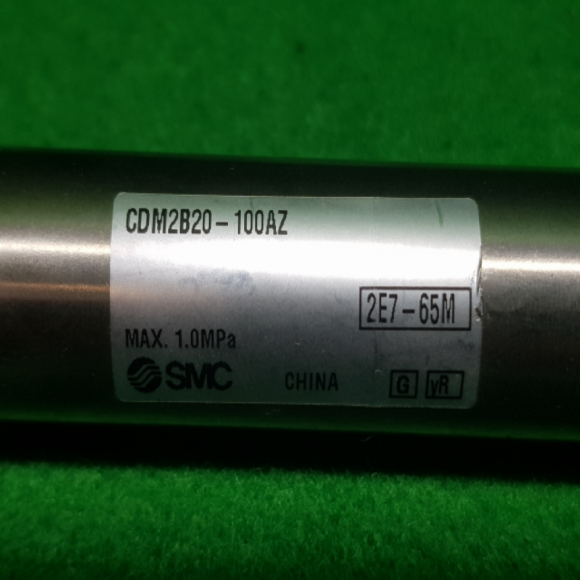 CDM2B20-100AZ
2E7-65M
MAX. 1.0MPa
SMC CHINA G yR